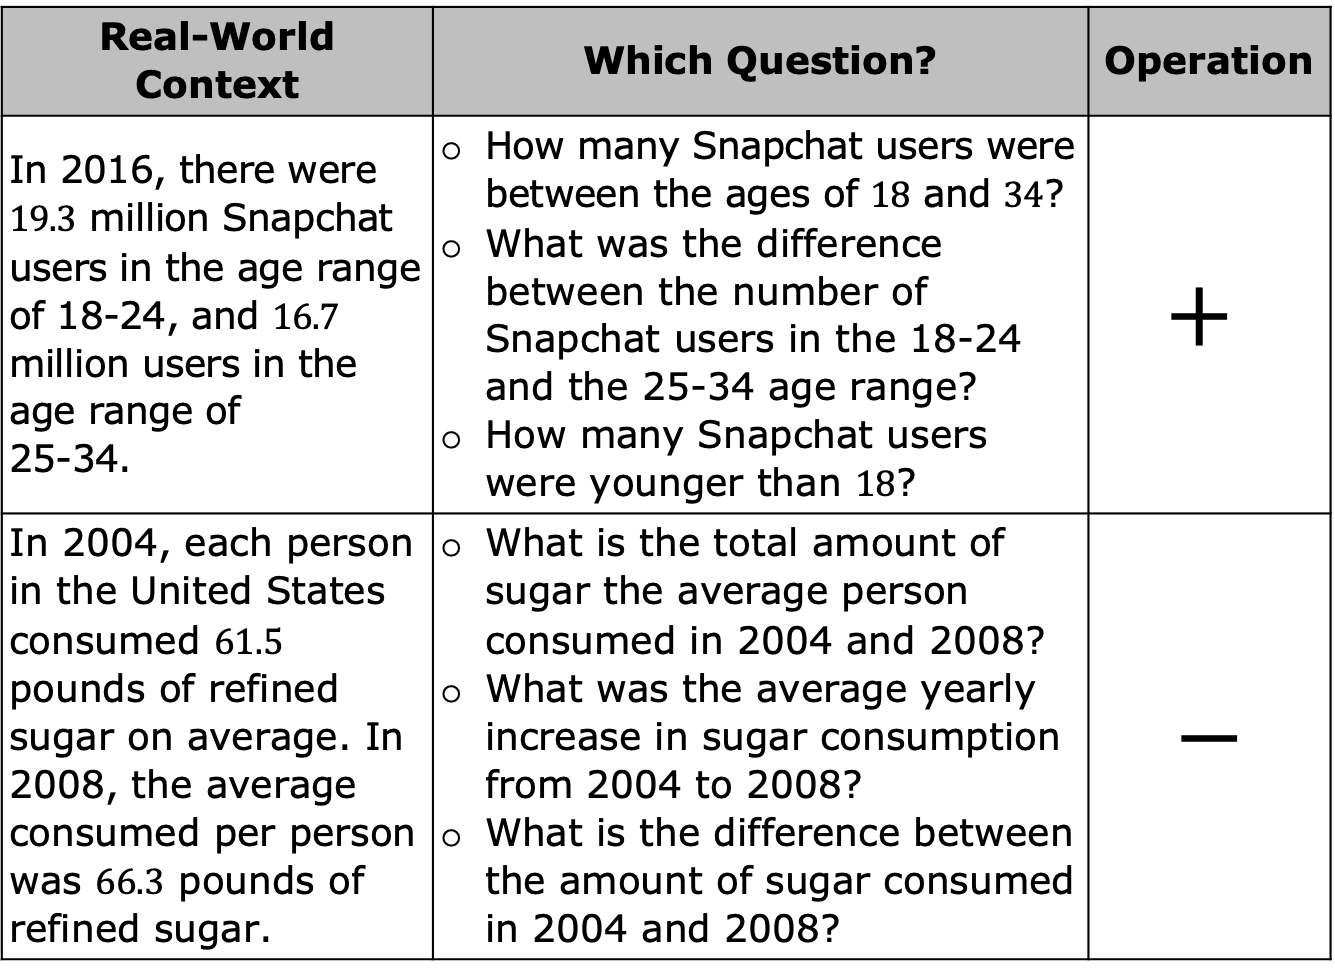 Real-World
Context
Which Question?
Operation
In 2016, there were
19.3 million Snapchat
users in the age range
of 18-24, and 16.7
million users in the
age range of
25-34.
○ How many Snapchat users were
between the ages of 18 and 34?
○ What was the difference
between the number of
Snapchat users in the 18-24
and the 25-34 age range?
○ How many Snapchat users
were younger than 18?
+
In 2004, each person
in the United States
consumed 61.5
pounds of refined
sugar on average. In
2008, the average
consumed per person
was 66.3 pounds of
refined sugar.
○ What is the total amount of
sugar the average person
consumed in 2004 and 2008?
○ What was the average yearly
increase in sugar consumption
from 2004 to 2008?
○ What is the difference between
the amount of sugar consumed
in 2004 and 2008?
−